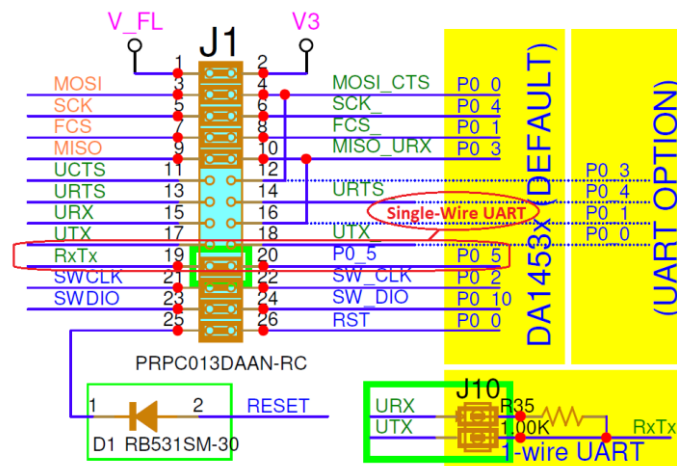 V_FL J1 V3
1 2
MOSI 3 4 MOSI_CTS P0_0
SCK 5 6 SCK_ P0_4
FCS 7 8 FCS_ P0_1
MISO 9 10 MISO_URX P0_3
UCTS 11 12 P0_3
URTS 13 14 URTS_ P0_4
URX 15 16 Single-Wire UART P0_1
UTX 17 18 UTX_ P0_0
RxTx 19 20 P0_5 P0_5
SWCLK 21 22 SW_CLK P0_2
SWDIO 23 24 SW_DIO P0_10
25 26 RST P0_0
DA1453x (DEFAULT)
(UART OPTION)
PRPC013DAAN-RC
1 2 RESET
D1 RB531SM-30
J10
URX R35
UTX 1.00K RxTx
1-wire UART